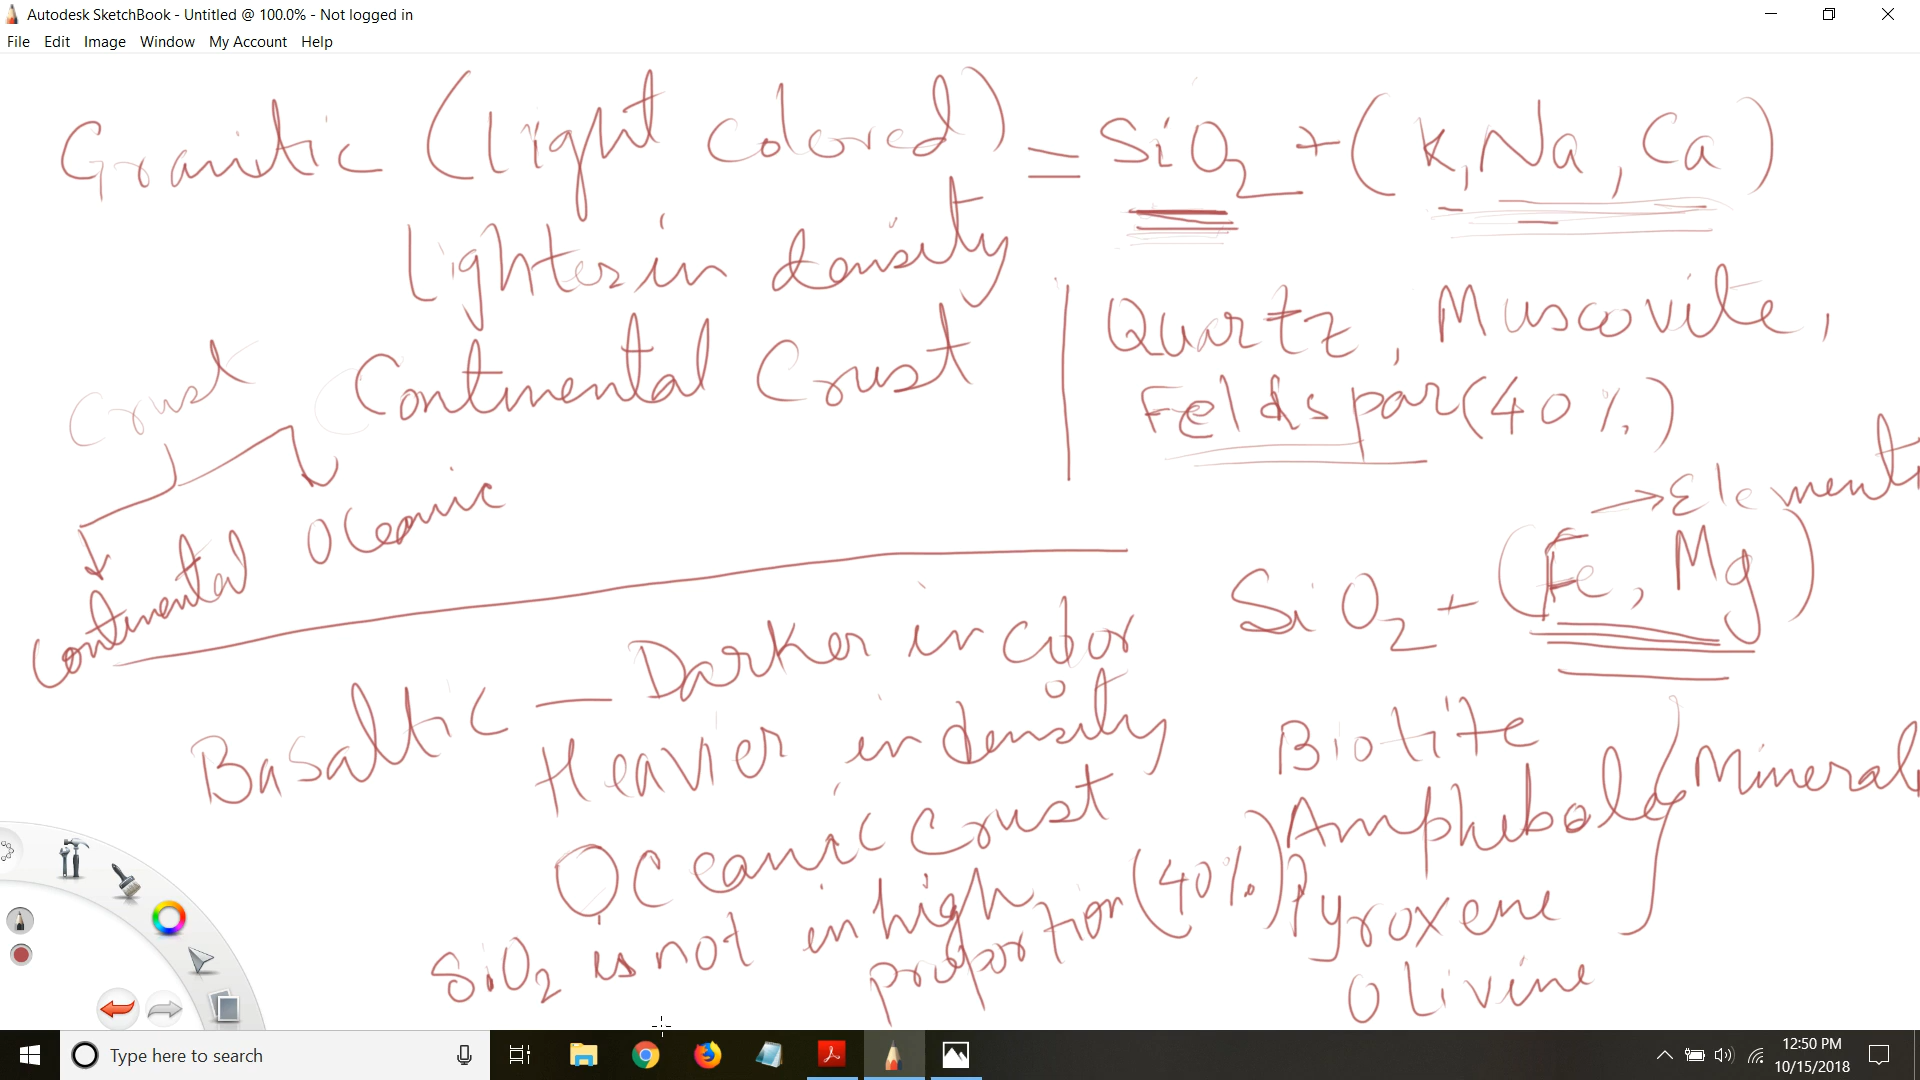 Autodesk SketchBook - Untitled @ 100.0% - Not logged in
File Edit Image Window My Account Help
Granitic (light colored) = SiO2 + (K, Na, Ca)
Lighter in density
Quartz, Muscovite,
Crust
Continental Crust
Feldspar (40%)
→ Element
Continental Oceanic
SiO2 + (Fe, Mg)
Basaltic — Darker in color
Heavier in density
Biotite
Amphibole
Minerals
Oceanic Crust
Pyroxene
SiO2 is not in high
proportion (40%)
Olivine
Type here to search
12:50 PM
10/15/2018